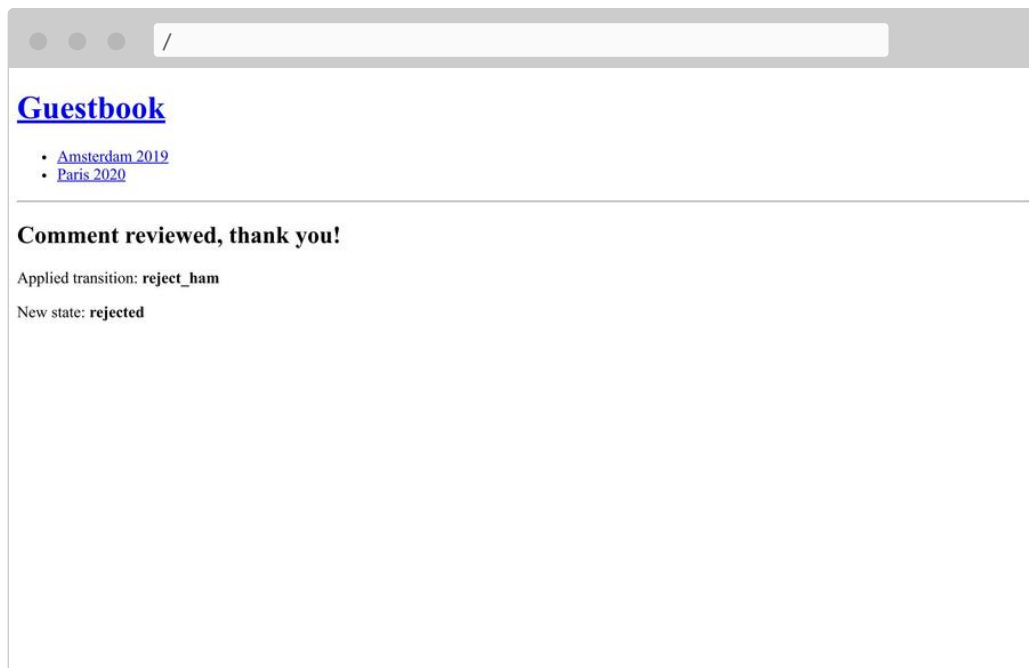 /
Guestbook
Amsterdam 2019
Paris 2020
Comment reviewed, thank you!
Applied transition: reject_ham
New state: rejected